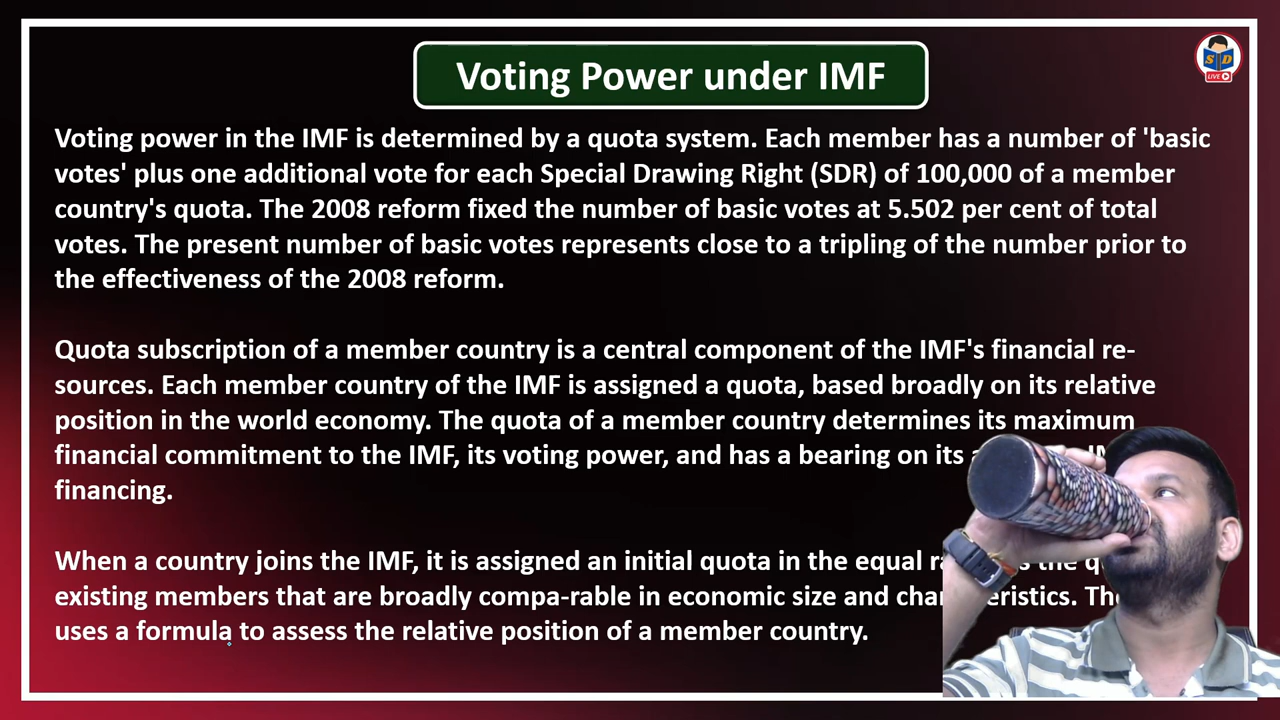 Voting Power under IMF
S D
LIVE
Voting power in the IMF is determined by a quota system. Each member has a number of 'basic
votes' plus one additional vote for each Special Drawing Right (SDR) of 100,000 of a member
country's quota. The 2008 reform fixed the number of basic votes at 5.502 per cent of total
votes. The present number of basic votes represents close to a tripling of the number prior to
the effectiveness of the 2008 reform.
Quota subscription of a member country is a central component of the IMF's financial re-
sources. Each member country of the IMF is assigned a quota, based broadly on its relative
position in the world economy. The quota of a member country determines its maximum
financial commitment to the IMF, its voting power, and has a bearing on its
financing.
When a country joins the IMF, it is assigned an initial quota in the equal the
existing members that are broadly compa-rable in economic size and characteristics.
uses a formula to assess the relative position of a member country.